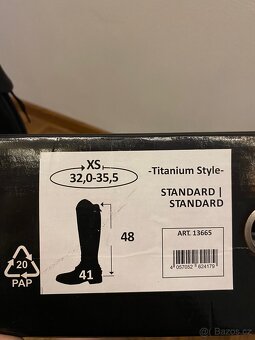 XS
32,0-35,5
-Titanium Style-
STANDARD |
STANDARD
48
ART. 13665
41
4 057052 624179
20
PAP
Bazos.cz